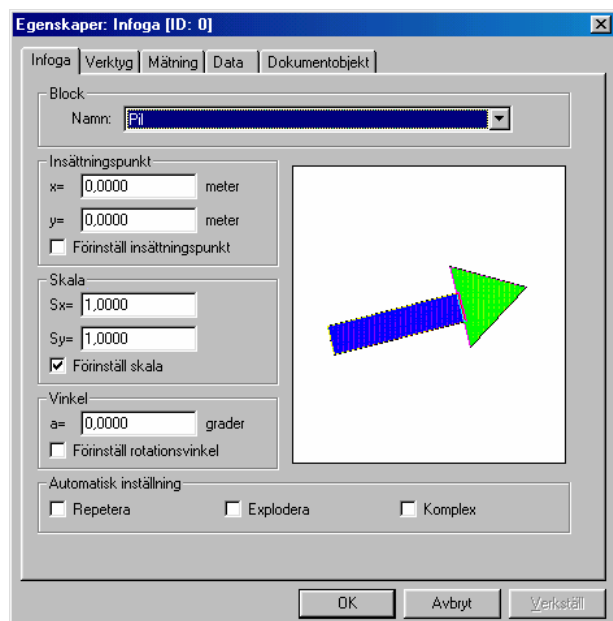 Egenskaper: Infoga [ID: 0]
Infoga Verktyg Mätning Data Dokumentobjekt
Block
Namn: Pil
Insättningspunkt
x= 0,0000 meter
y= 0,0000 meter
Förinställ insättningspunkt
Skala
Sx= 1,0000
Sy= 1,0000
Förinställ skala
Vinkel
a= 0,0000 grader
Förinställ rotationsvinkel
Automatisk inställning
Repetera Explodera Komplex
OK Avbryt Verkställ